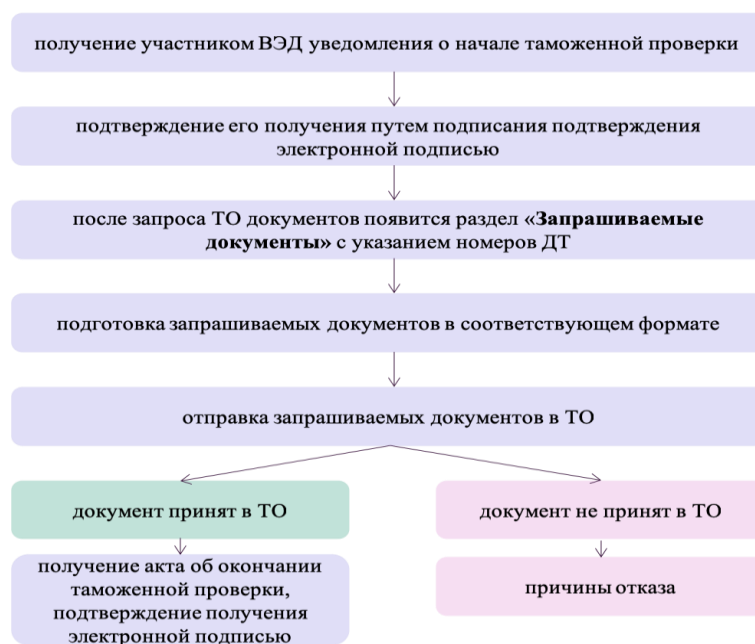 получение участником ВЭД уведомления о начале таможенной проверки
подтверждение его получения путем подписания подтверждения
электронной подписью
после запроса ТО документов появится раздел «Запрашиваемые
документы» с указанием номеров ДТ
подготовка запрашиваемых документов в соответствующем формате
отправка запрашиваемых документов в ТО
документ принят в ТО
документ не принят в ТО
получение акта об окончании
таможенной проверки,
подтверждение получения
электронной подписью
причины отказа